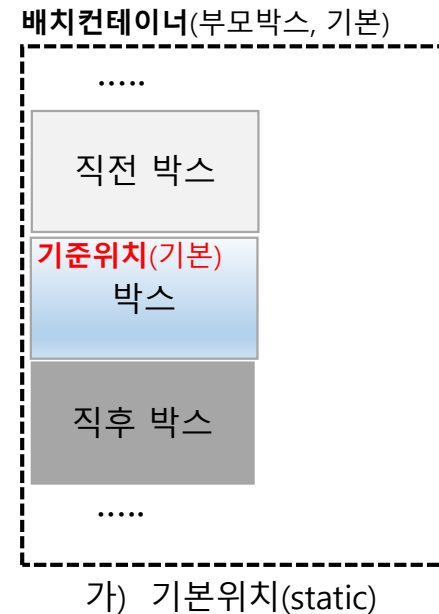 배치컨테이너(부모박스, 기본)
.....
직전 박스
기준위치(기본)
박스
직후 박스
.....
가) 기본위치(static)